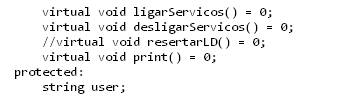 virtual void ligarServicos() = 0;
virtual void desligarServicos() = 0;
//virtual void resertarLD() = 0;
virtual void print() = 0;
protected:
string user;